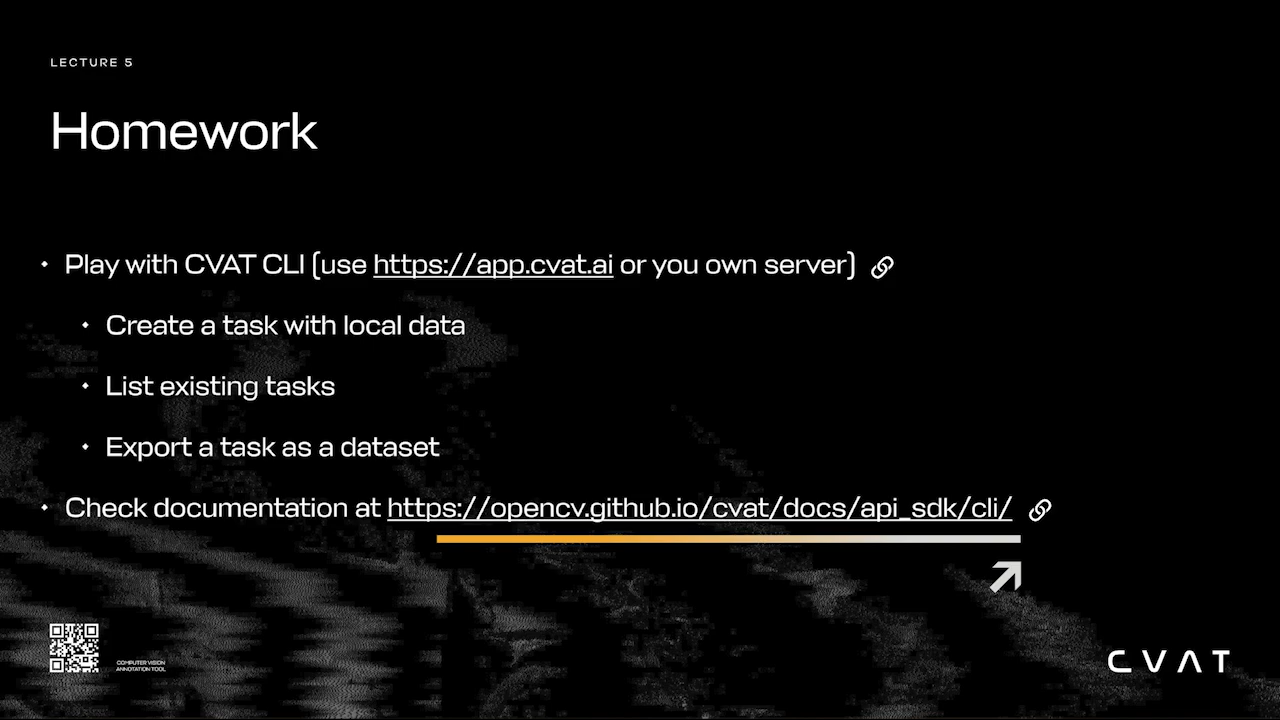 LECTURE 5
Homework
Play with CVAT CLI (use https://app.cvat.ai or you own server)
Create a task with local data
List existing tasks
Export a task as a dataset
Check documentation at https://opencv.github.io/cvat/docs/api_sdk/cli/
COMPUTER VISION
ANNOTATION TOOL
CVAT